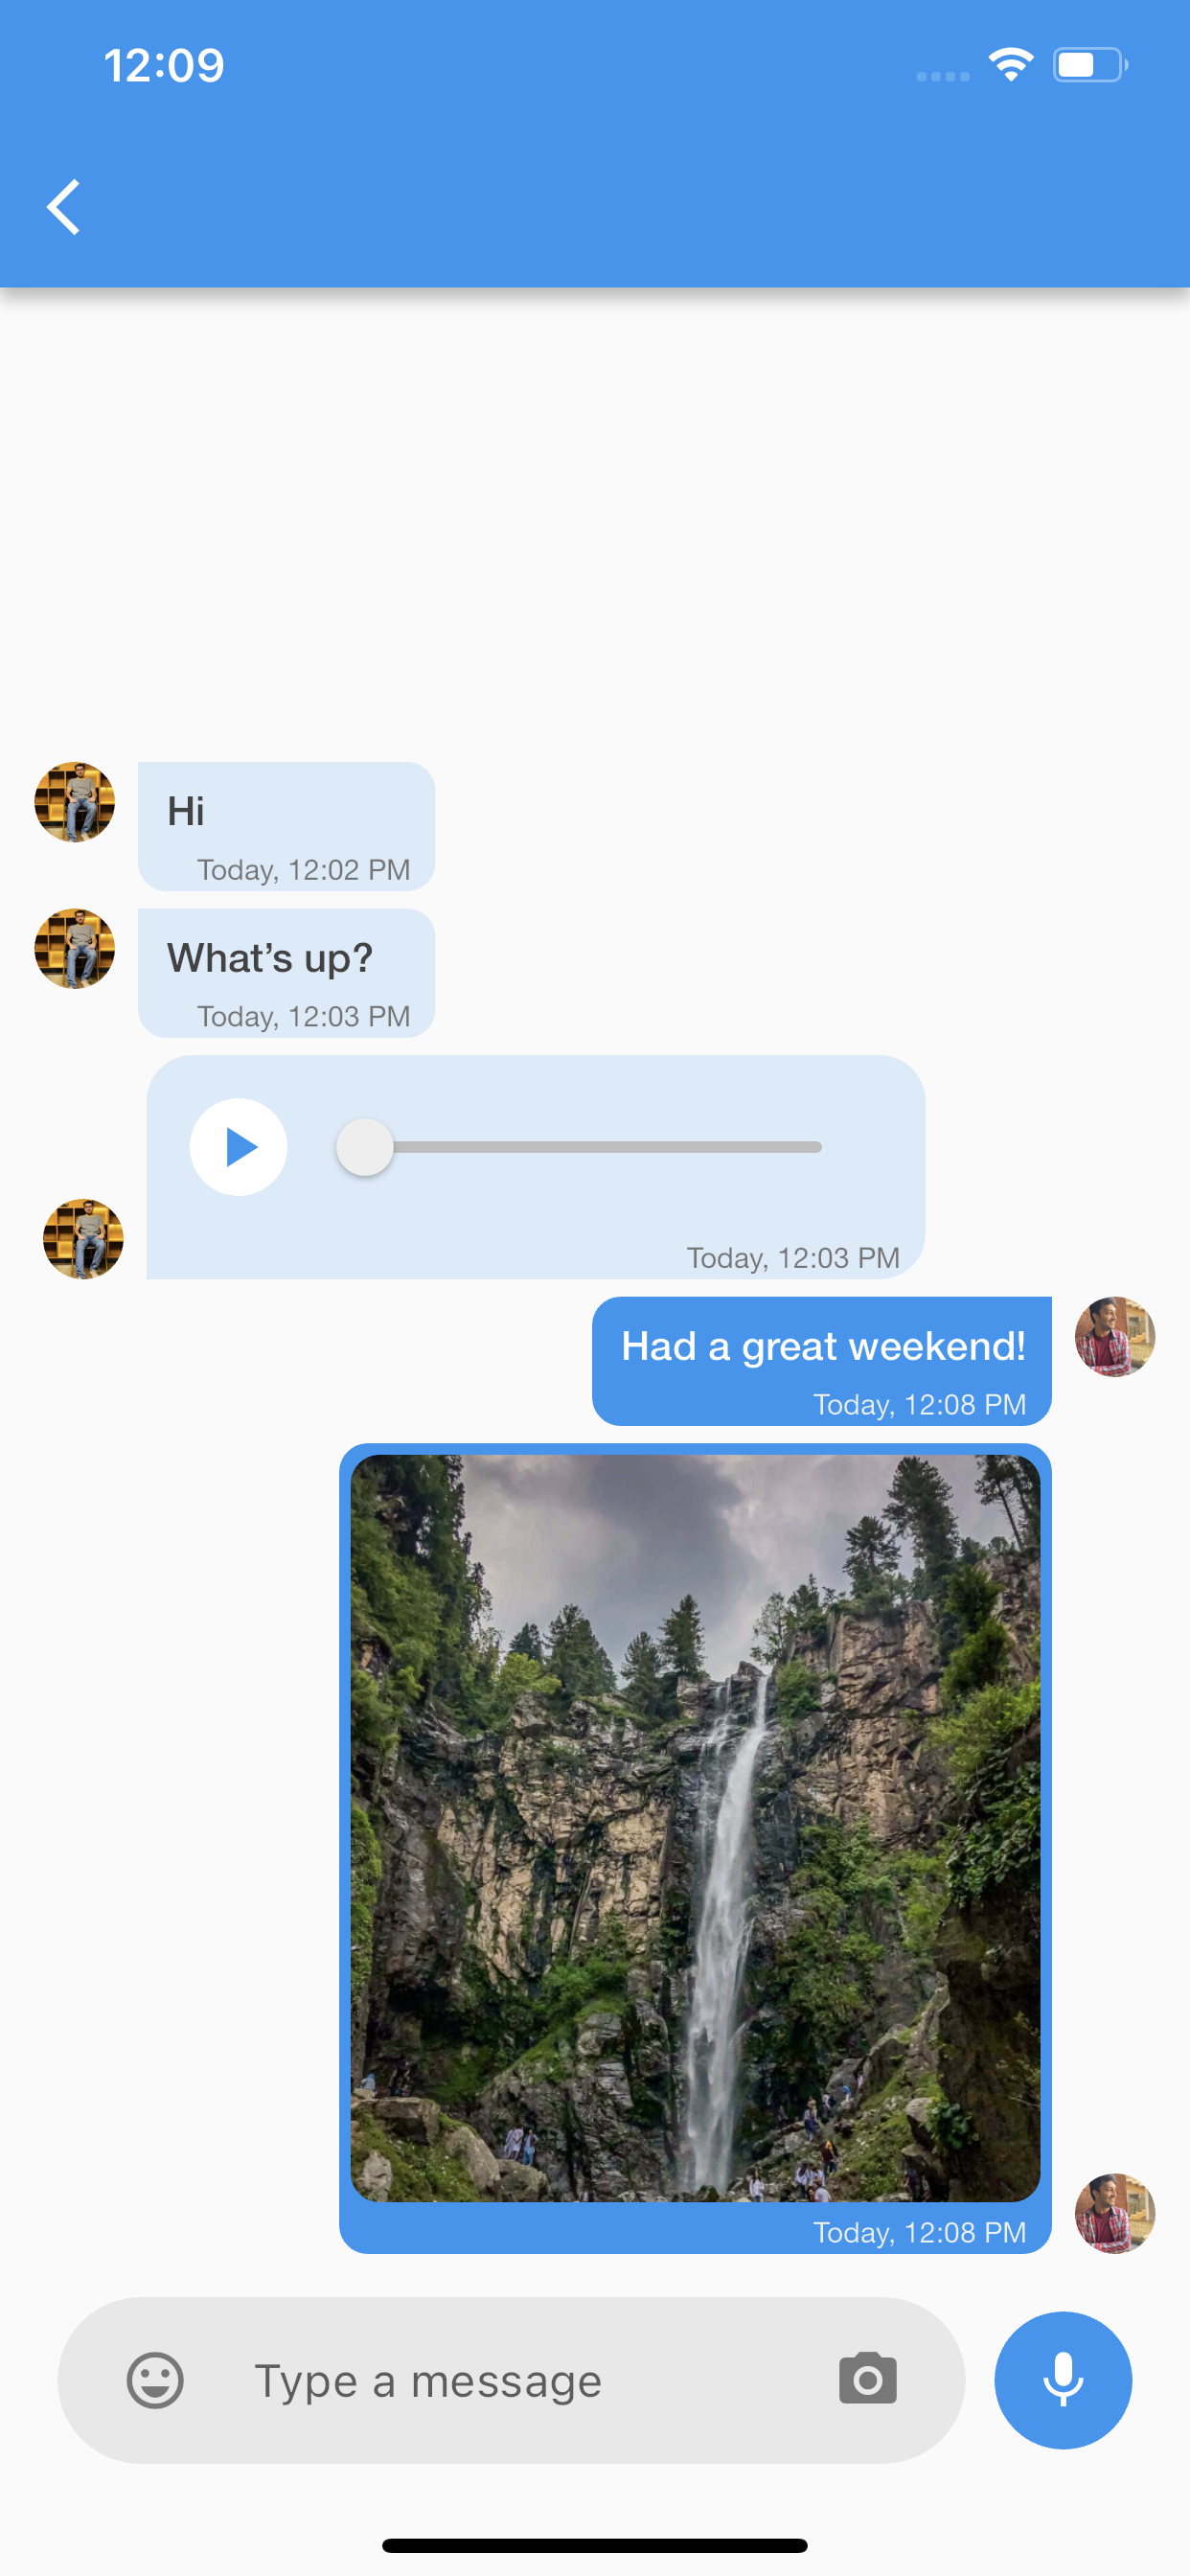 12:09
Hi
Today, 12:02 PM
What’s up?
Today, 12:03 PM
Today, 12:03 PM
Had a great weekend!
Today, 12:08 PM
Today, 12:08 PM
Type a message